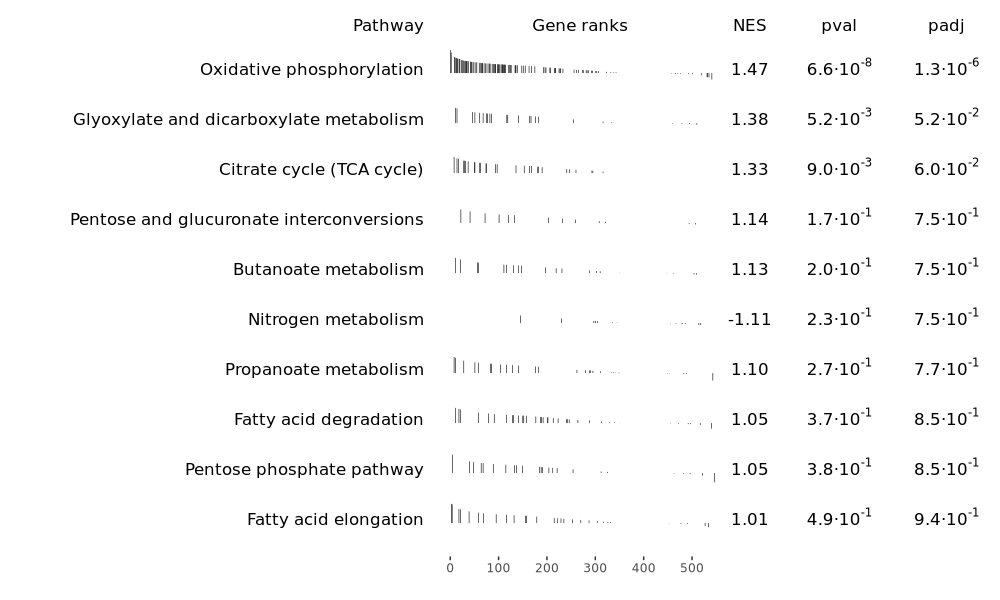 Pathway Gene ranks NES pval padj
Oxidative phosphorylation 1.47 6.6·10⁻⁸ 1.3·10⁻⁶
Glyoxylate and dicarboxylate metabolism 1.38 5.2·10⁻³ 5.2·10⁻²
Citrate cycle (TCA cycle) 1.33 9.0·10⁻³ 6.0·10⁻²
Pentose and glucuronate interconversions 1.14 1.7·10⁻¹ 7.5·10⁻¹
Butanoate metabolism 1.13 2.0·10⁻¹ 7.5·10⁻¹
Nitrogen metabolism -1.11 2.3·10⁻¹ 7.5·10⁻¹
Propanoate metabolism 1.10 2.7·10⁻¹ 7.7·10⁻¹
Fatty acid degradation 1.05 3.7·10⁻¹ 8.5·10⁻¹
Pentose phosphate pathway 1.05 3.8·10⁻¹ 8.5·10⁻¹
Fatty acid elongation 1.01 4.9·10⁻¹ 9.4·10⁻¹
0 100 200 300 400 500